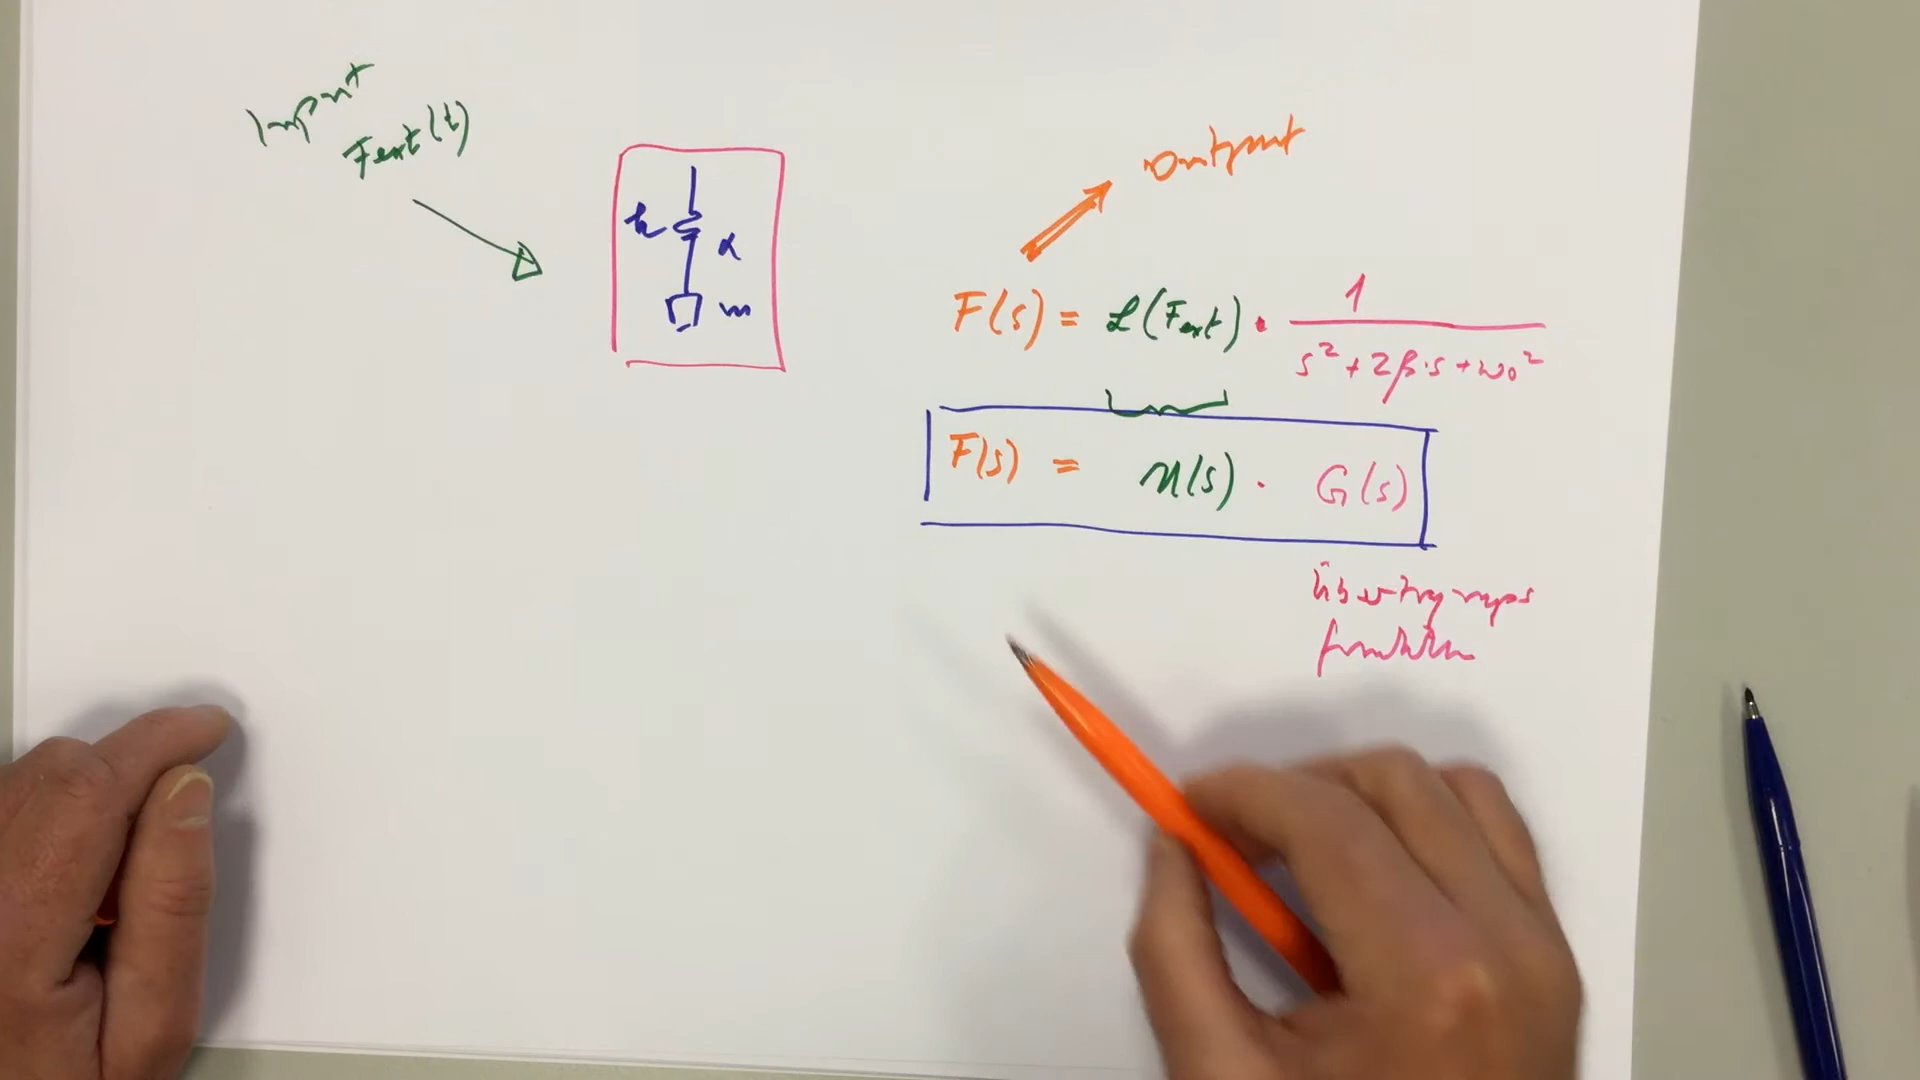 Input
Fext(t)
k
α
m
Output
F(s) = ℒ(Fext) · 1 / (s² + 2β·s + ω₀²)
F(s) = u(s) · G(s)
Übertragungs
funktion